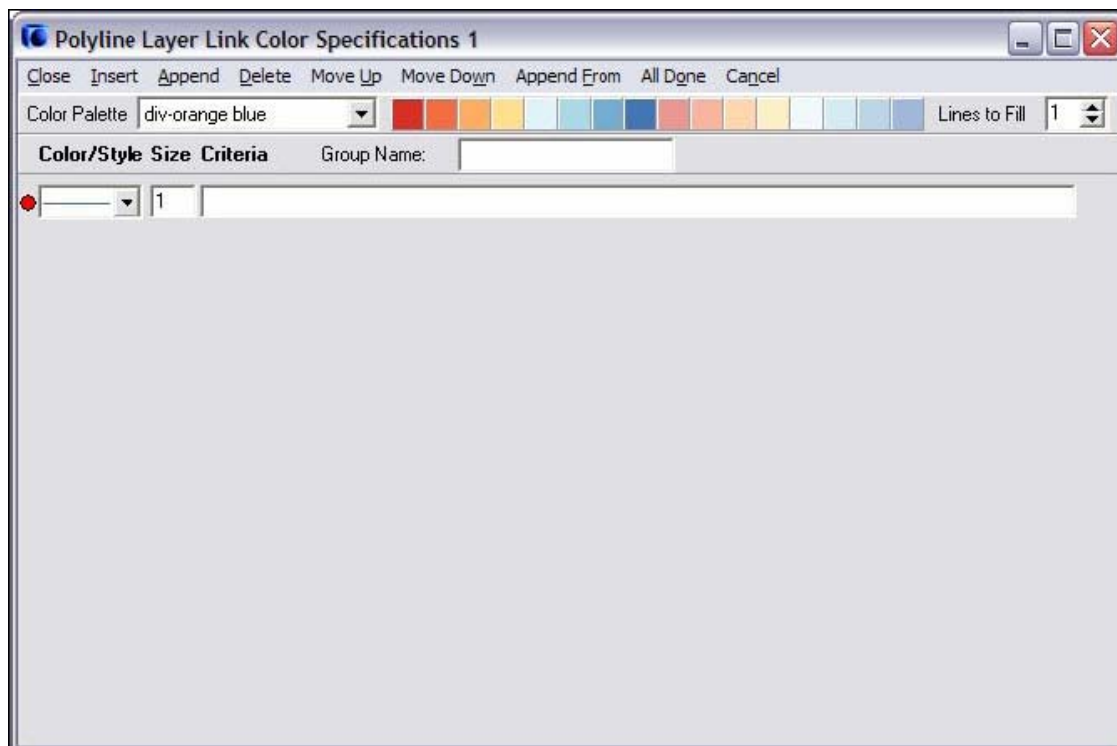 Polyline Layer Link Color Specifications 1
Close Insert Append Delete Move Up Move Down Append From All Done Cancel
Color Palette div-orange blue Lines to Fill 1
Color/Style Size Criteria Group Name:
1